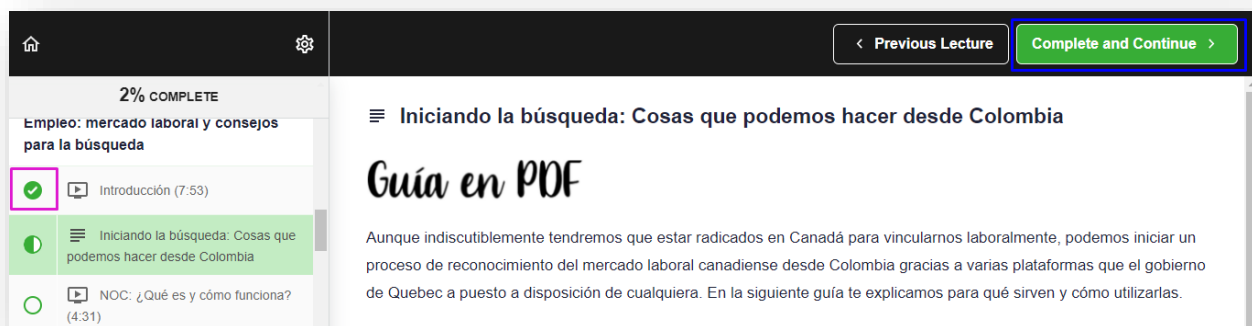 Previous Lecture
Complete and Continue
2% COMPLETE
Empleo: mercado laboral y consejos
para la búsqueda
Introducción (7:53)
Iniciando la búsqueda: Cosas que
podemos hacer desde Colombia
NOC: ¿Qué es y cómo funciona?
(4:31)
Iniciando la búsqueda: Cosas que podemos hacer desde Colombia
Guía en PDF
Aunque indiscutiblemente tendremos que estar radicados en Canadá para vincularnos laboralmente, podemos iniciar un
proceso de reconocimiento del mercado laboral canadiense desde Colombia gracias a varias plataformas que el gobierno
de Quebec a puesto a disposición de cualquiera. En la siguiente guía te explicamos para qué sirven y cómo utilizarlas.